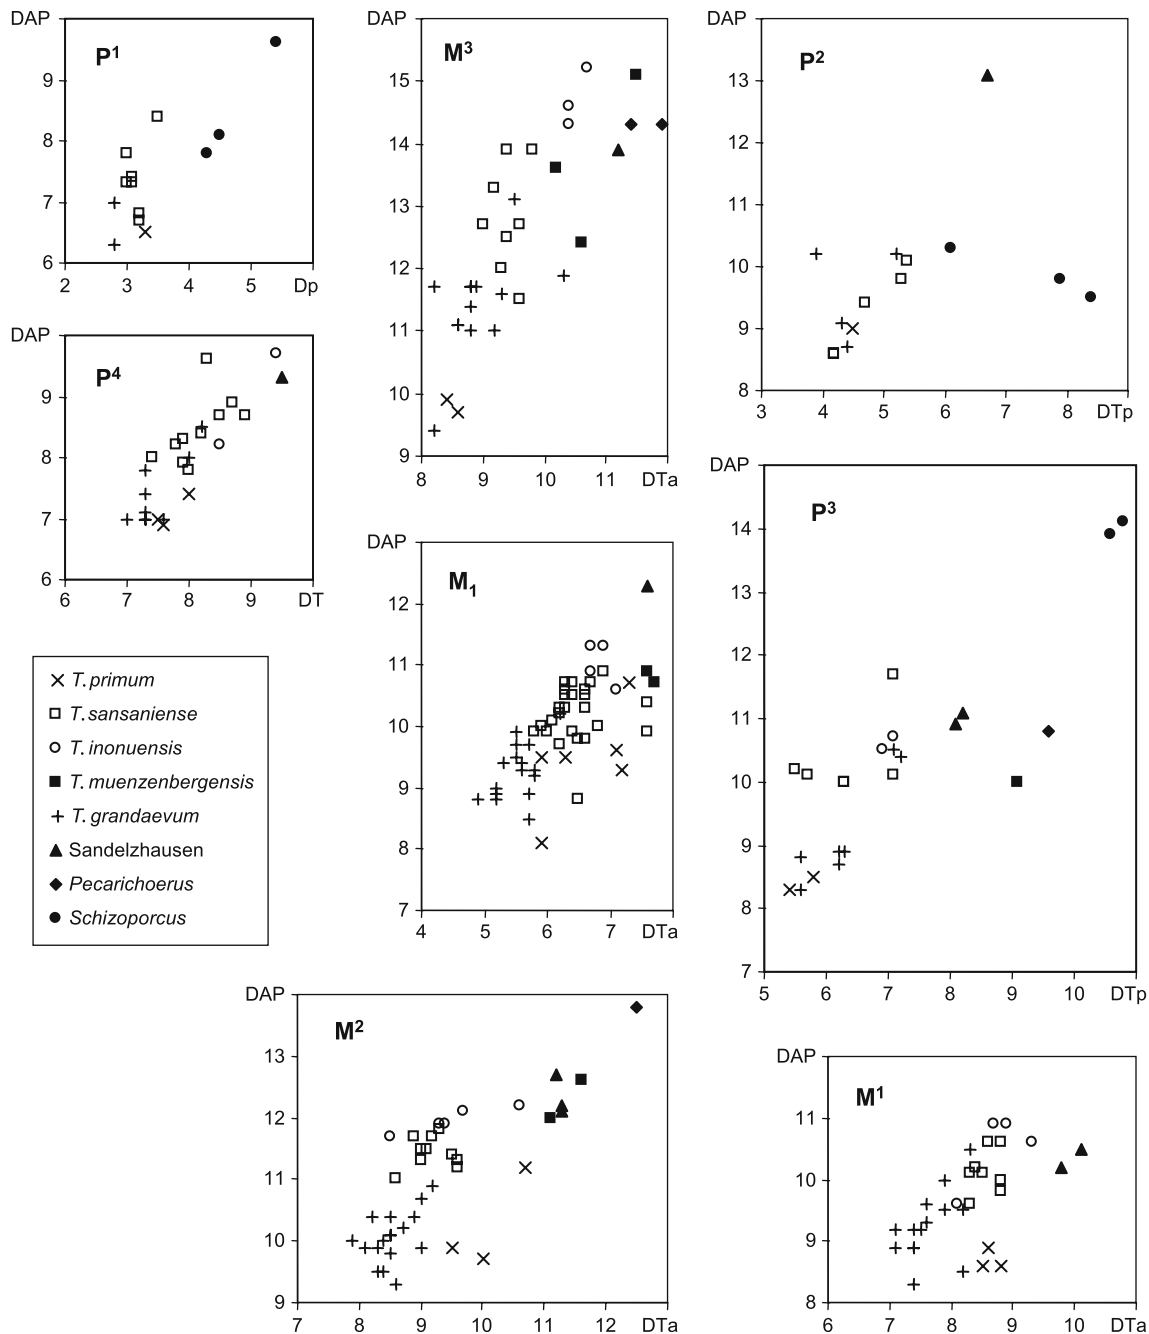 DAP
P1
9
8
7
6
2 3 4 5 Dp
DAP
M3
15
14
13
12
11
10
9
8 9 10 11 DTa
DAP
P2
13
12
11
10
9
8
3 4 5 6 7 8 DTp
DAP
P4
9
8
7
6
6 7 8 9 DT
DAP
M1
12
11
10
9
8
7
4 5 6 7 DTa
DAP
P3
14
13
12
11
10
9
8
7
5 6 7 8 9 10 DTp
T. primum
T. sansaniense
T. inonuensis
T. muenzenbergensis
T. grandaevum
Sandelzhausen
Pecarichoerus
Schizoporcus
DAP
M2
13
12
11
10
9
7 8 9 10 11 12 DTa
DAP
M1
11
10
9
8
6 7 8 9 10 DTa